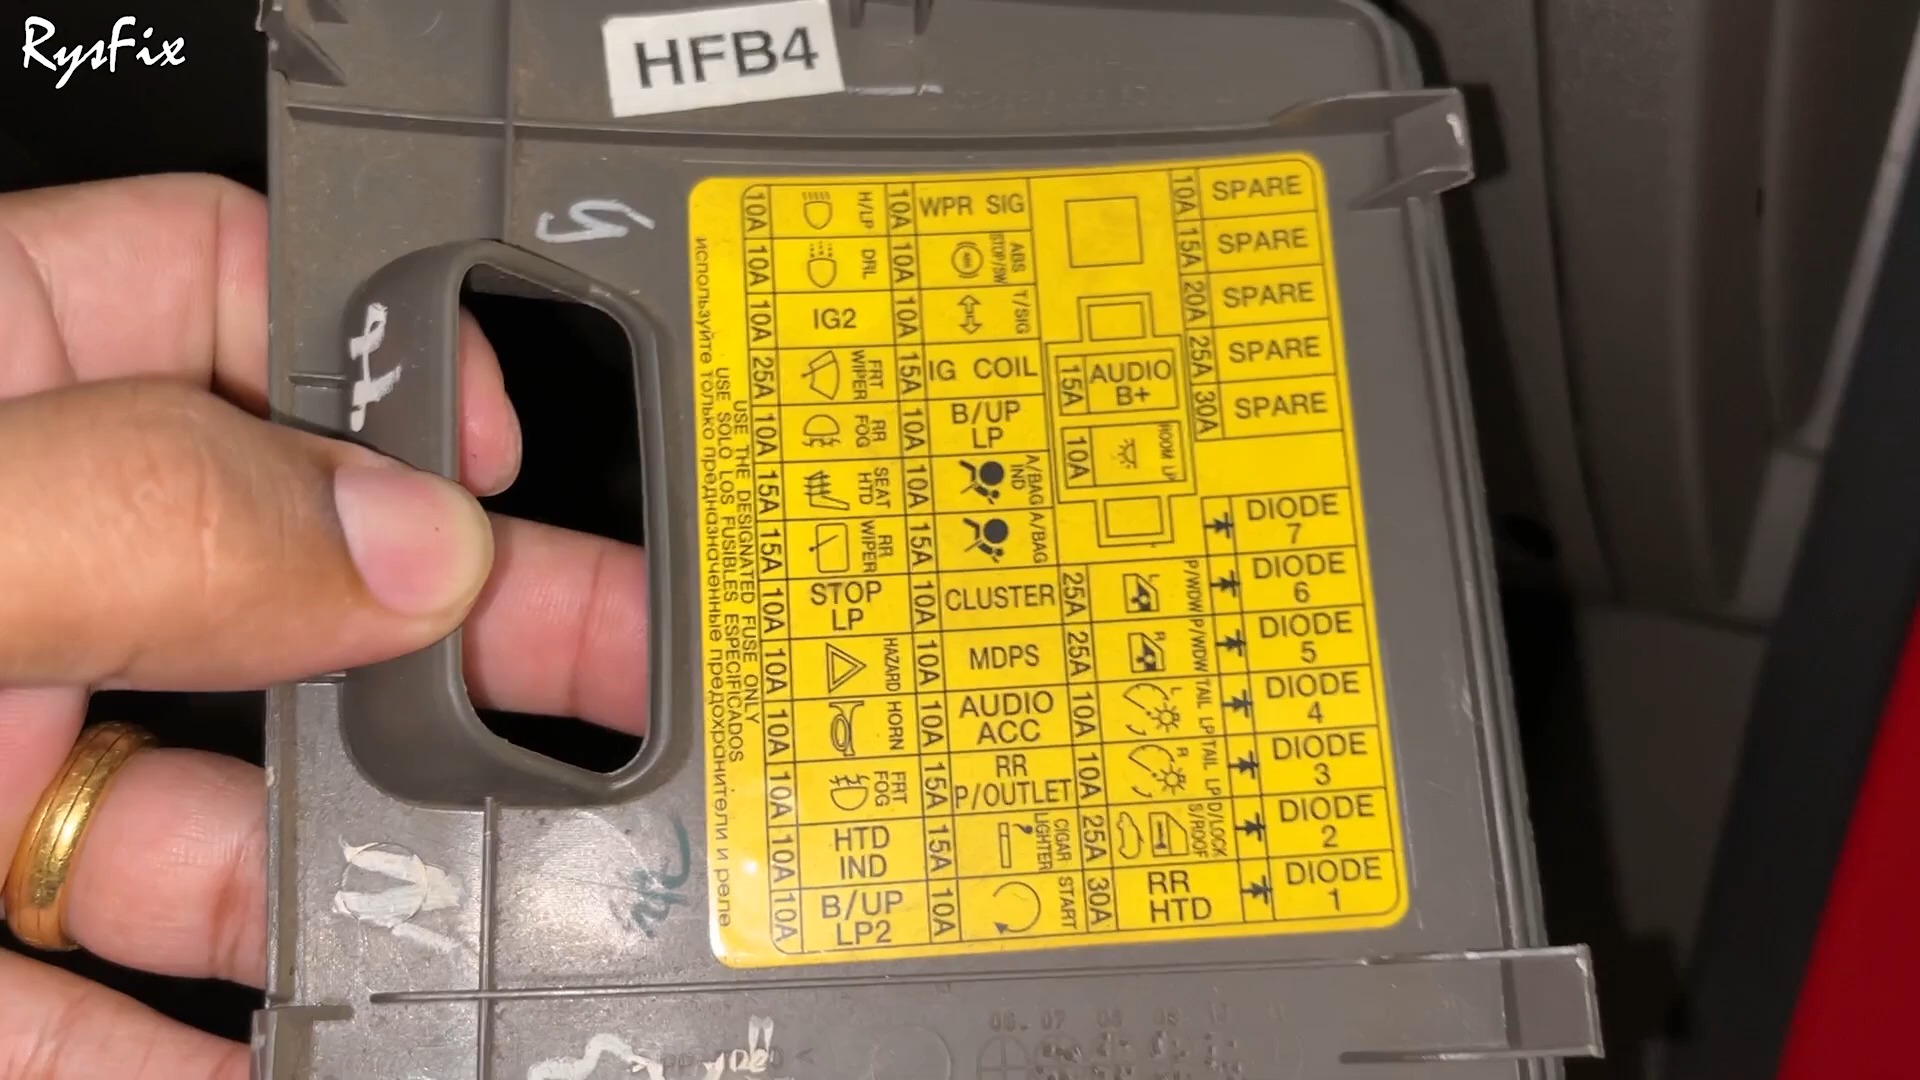 RysFix
HFB4
10A H/LP 10A WPR SIG 10A SPARE
10A DRL 10A ABS STOP/SW 15A SPARE
10A IG2 10A T/SIG 20A SPARE
25A FRT WIPER 15A IG COIL 15A AUDIO B+ 25A SPARE
10A RR FOG 10A B/UP LP 10A ROOM LP 30A SPARE
15A SEAT HTD 10A A/BAG IND DIODE 7
15A RR WIPER 15A A/BAG DIODE 6
10A STOP LP 10A CLUSTER 25A P/WDW L DIODE 5
10A HAZARD 10A MDPS 25A P/WDW R DIODE 4
10A HORN 10A AUDIO ACC 10A TAIL LP L DIODE 3
10A FRT FOG 15A RR P/OUTLET 10A TAIL LP R DIODE 2
10A HTD IND 15A CIGAR LIGHTER 25A D/LOCK S/ROOF DIODE 1
10A B/UP LP2 10A START 30A RR HTD
USE THE DESIGNATED FUSE ONLY
USE SOLO LOS FUSIBLES ESPECIFICADOS
используйте только предназначенные предохранители и реле